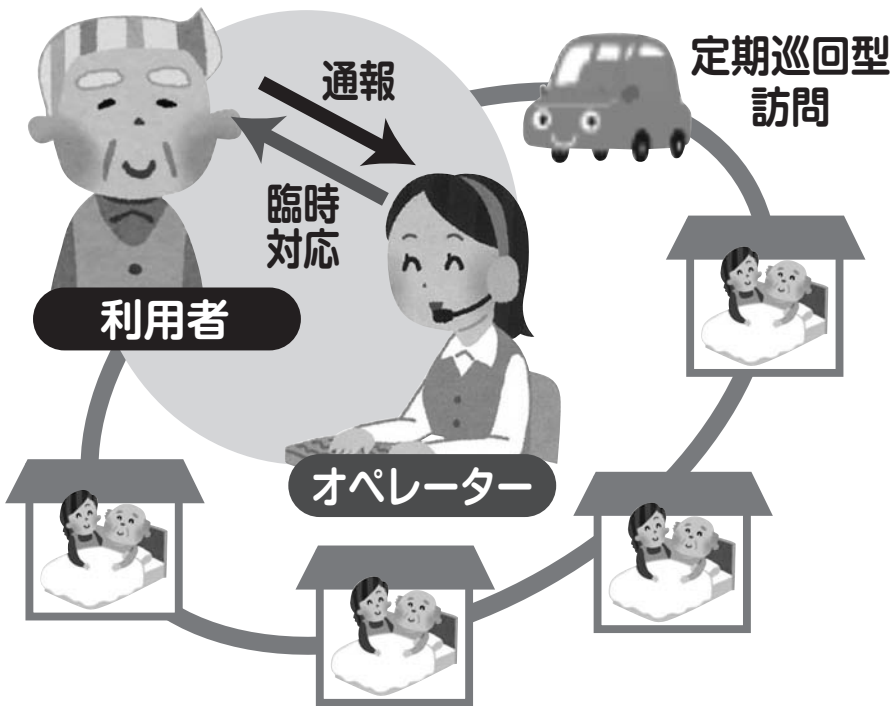 定期巡回型
訪問
通報
臨時
対応
利用者
オペレーター